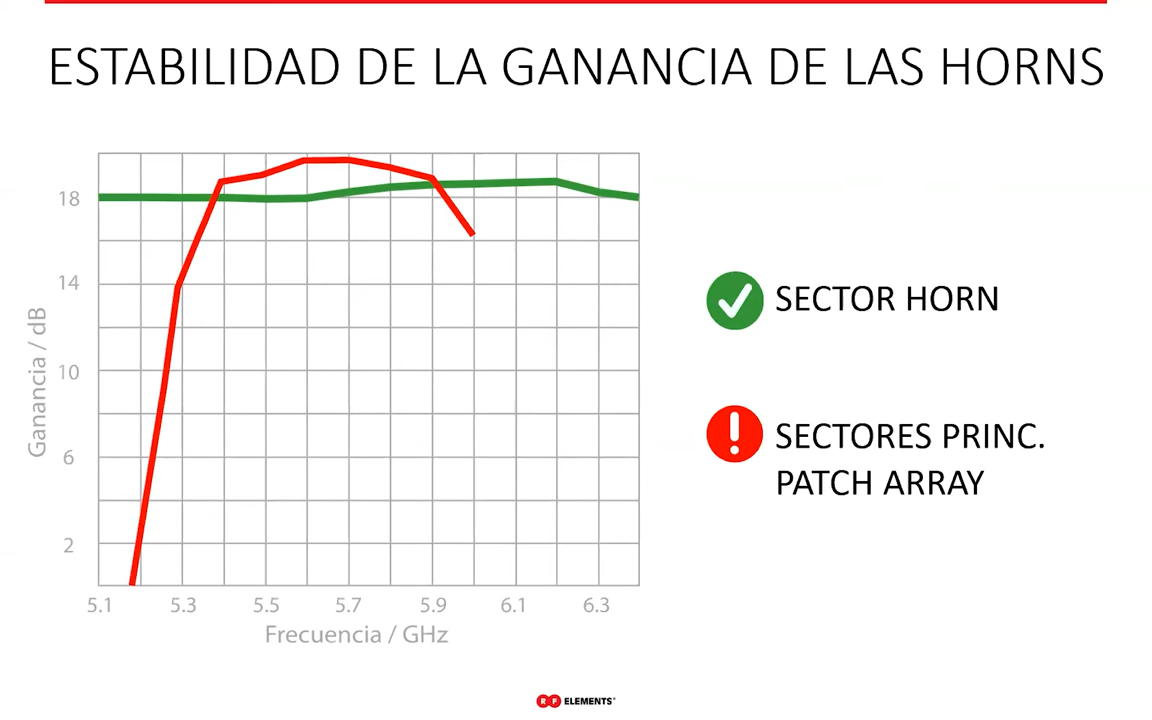 ESTABILIDAD DE LA GANANCIA DE LAS HORNS
18
14
10
6
2
Ganancia / dB
5.1 5.3 5.5 5.7 5.9 6.1 6.3
Frecuencia / GHz
SECTOR HORN
SECTORES PRINC.
PATCH ARRAY
RF ELEMENTS